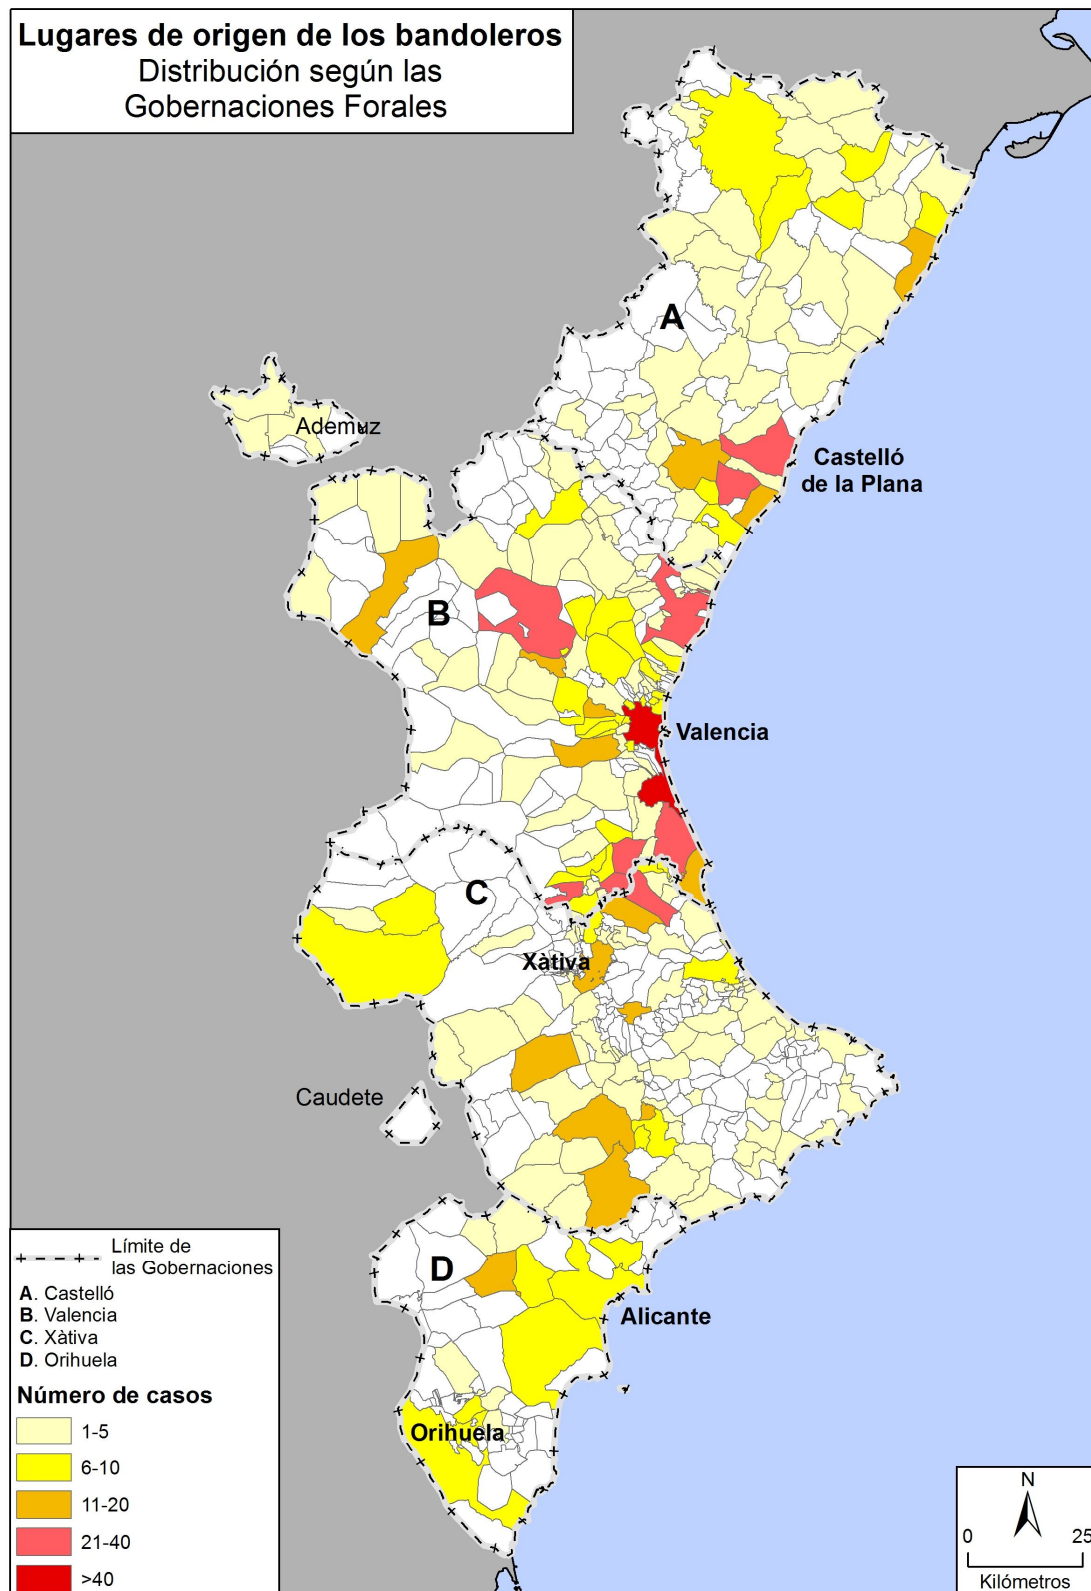 Lugares de origen de los bandoleros
Distribución según las
Gobernaciones Forales
A
Ademuz
Castelló
de la Plana
B
Valencia
C
Xàtiva
Caudete
D
Alicante
Orihuela
Límite de
las Gobernaciones
A. Castelló
B. Valencia
C. Xàtiva
D. Orihuela
Número de casos
1-5
6-10
11-20
21-40
>40
N
0 25
Kilómetros